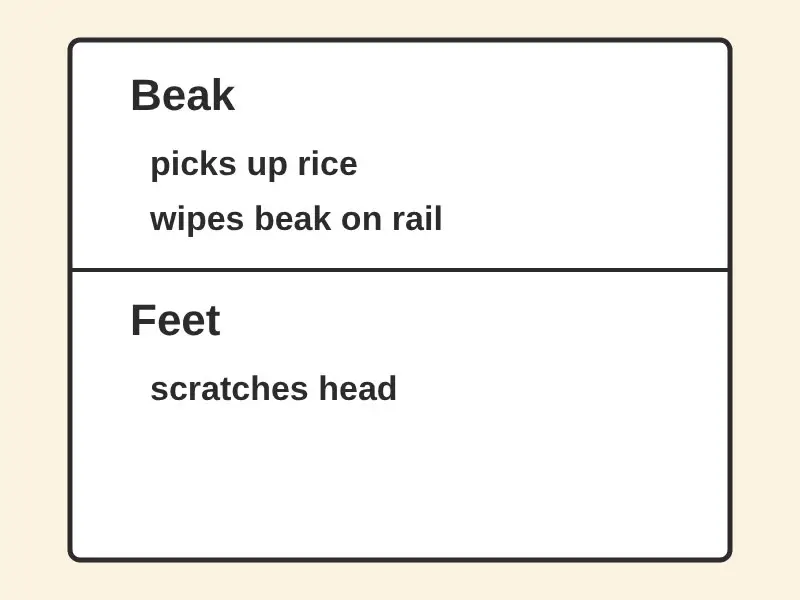 Beak
picks up rice
wipes beak on rail
Feet
scratches head